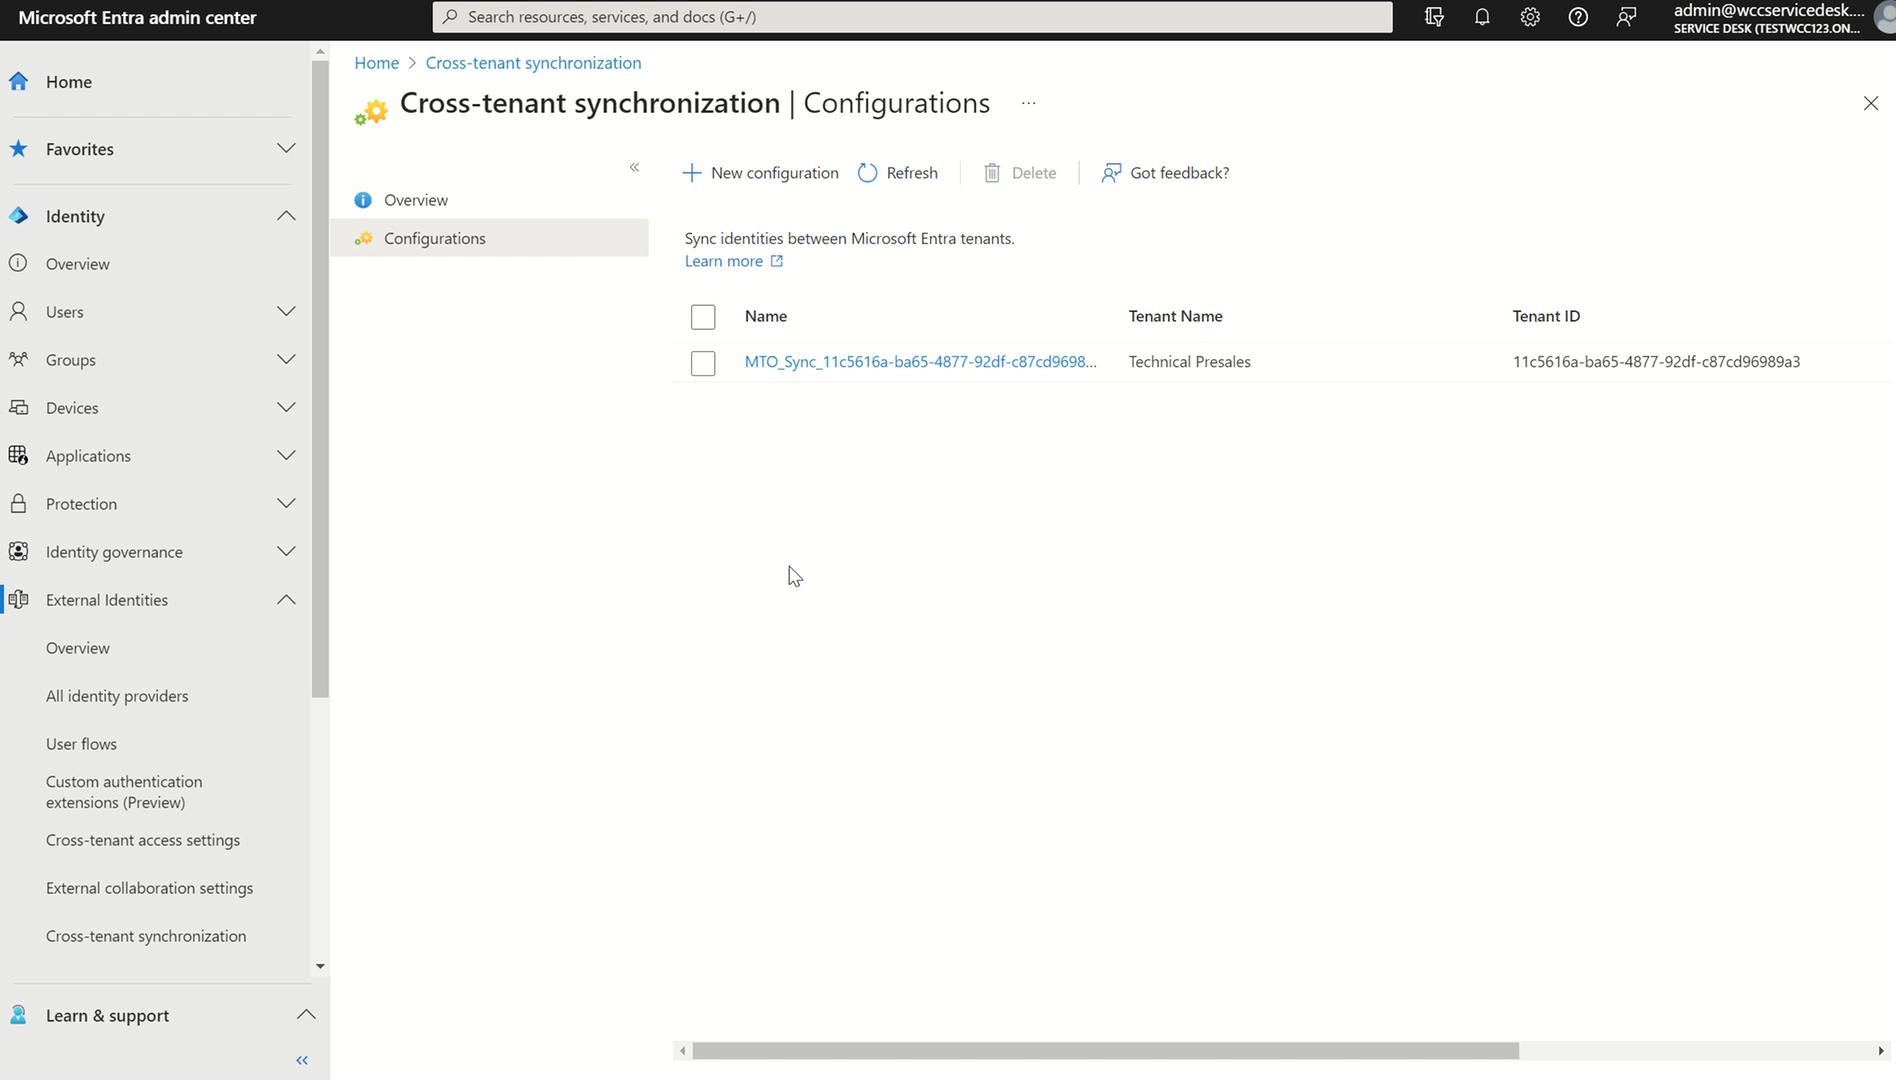 Microsoft Entra admin center
Search resources, services, and docs (G+/)
admin@wccservicedesk....
SERVICE DESK (TESTWCC123.ON...
Home
Favorites
Identity
Overview
Users
Groups
Devices
Applications
Protection
Identity governance
External Identities
Overview
All identity providers
User flows
Custom authentication
extensions (Preview)
Cross-tenant access settings
External collaboration settings
Cross-tenant synchronization
Learn & support
Home > Cross-tenant synchronization
Cross-tenant synchronization | Configurations ...
Overview
Configurations
New configuration Refresh Delete Got feedback?
Sync identities between Microsoft Entra tenants.
Learn more
Name Tenant Name Tenant ID
MTO_Sync_11c5616a-ba65-4877-92df-c87cd9698... Technical Presales 11c5616a-ba65-4877-92df-c87cd96989a3